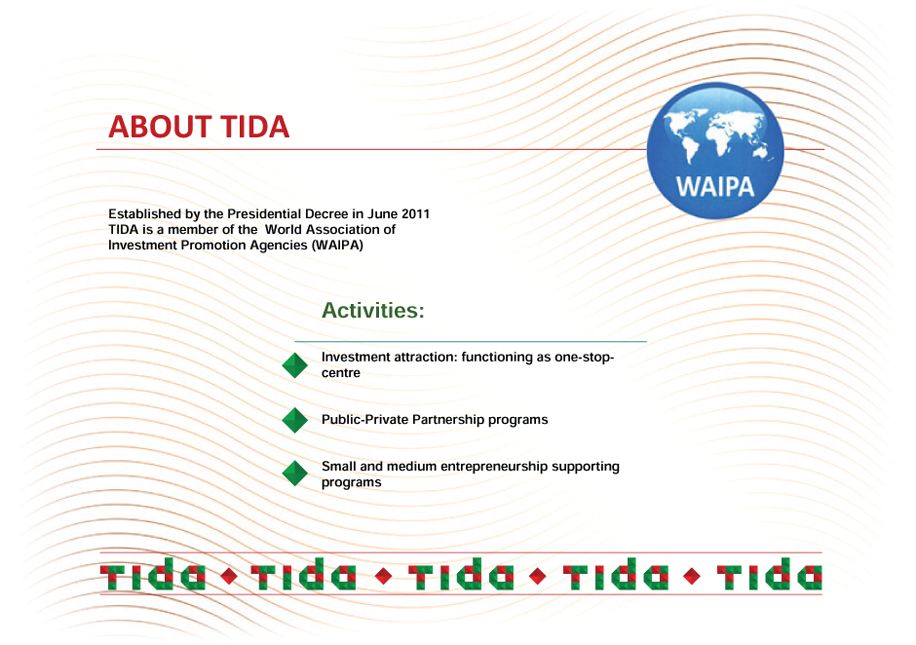 ABOUT TIDA
WAIPA
Established by the Presidential Decree in June 2011
TIDA is a member of the World Association of
Investment Promotion Agencies (WAIPA)
Activities:
Investment attraction: functioning as one-stop-
centre
Public-Private Partnership programs
Small and medium entrepreneurship supporting
programs
Tida Tida Tida Tida Tida